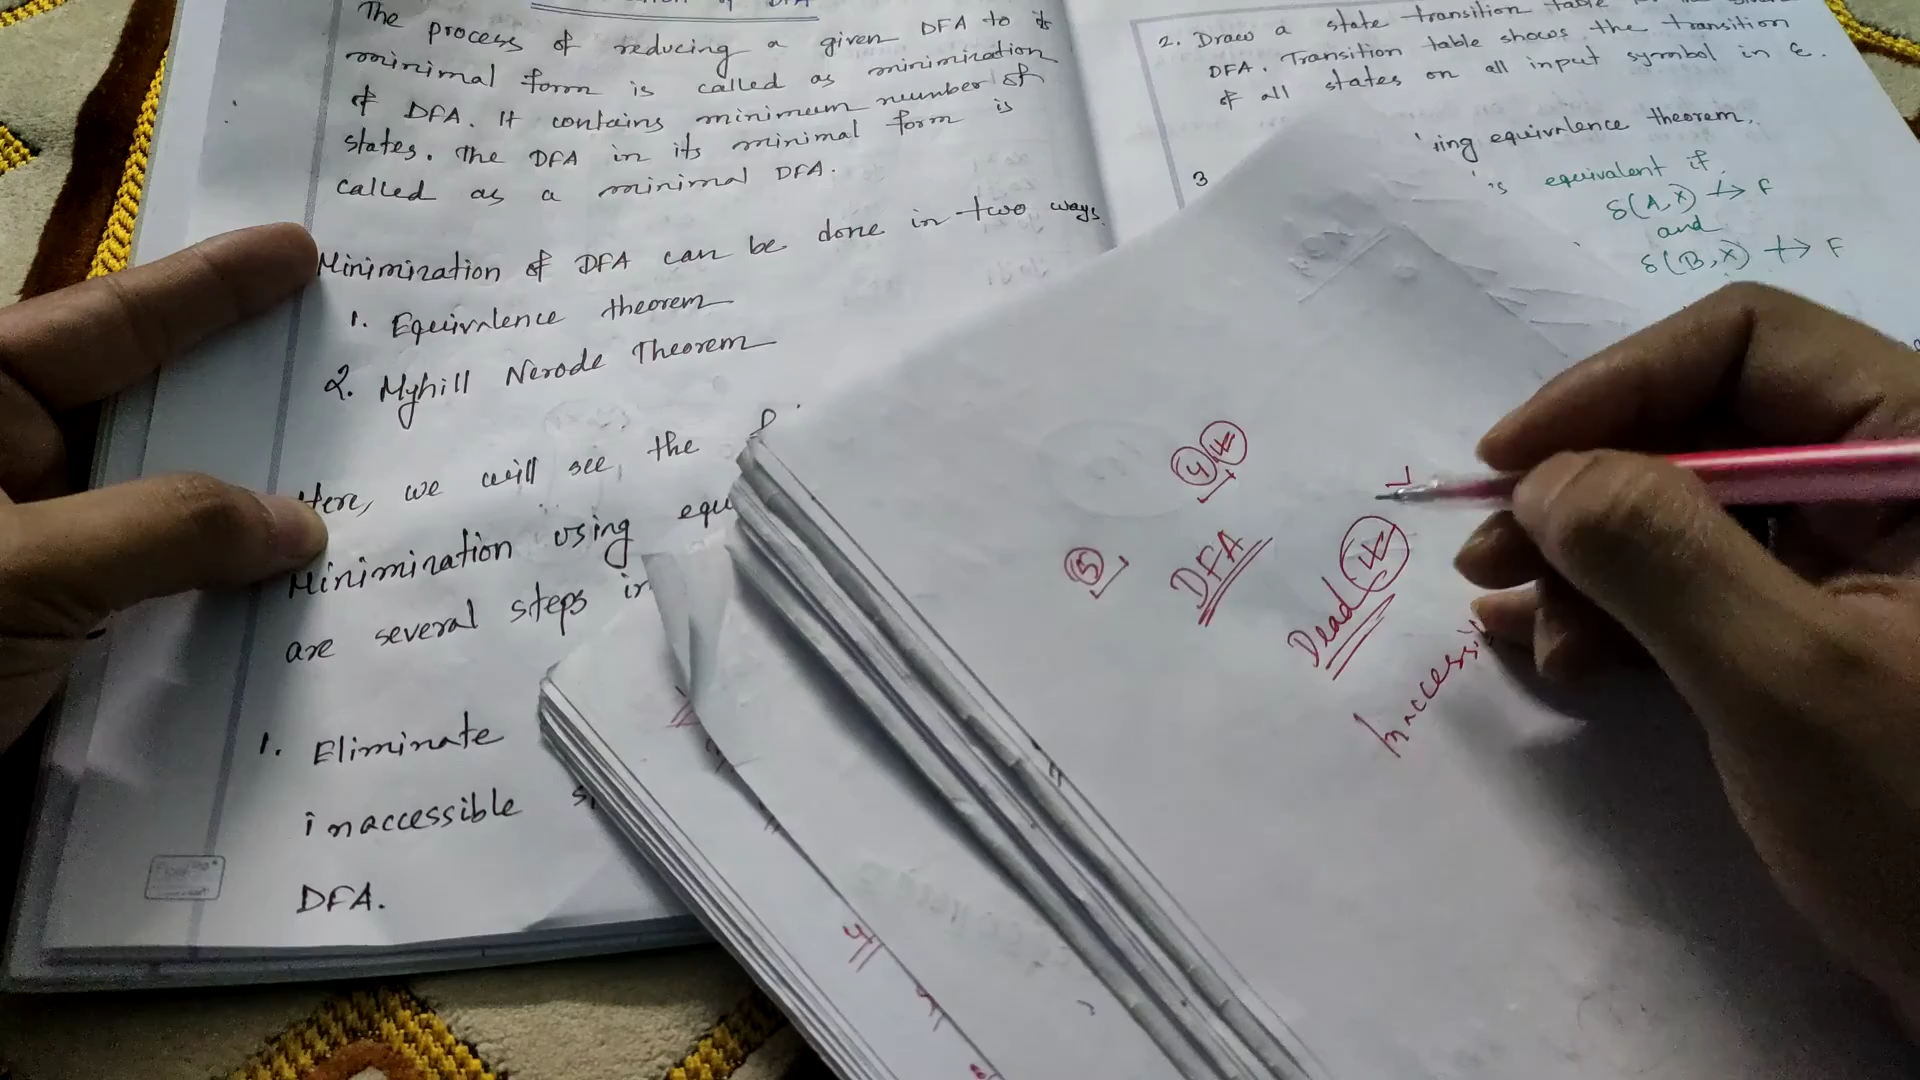 of DFA
The process of reducing a given DFA to its
minimal form is called as minimization
of DFA. It contains minimum number of
states. The DFA in its minimal form is
called as a minimal DFA.
Minimization of DFA can be done in two ways
1. Equivalence theorem
2. Myhill Nerode Theorem
Here, we will see the
Minimization using equ
are several steps in
1. Eliminate
inaccessible
DFA.
2. Draw a state transition table
DFA. Transition table shows the transition
of all states on all input symbol in Σ.
3
ing equivalence theorem.
's equivalent if
δ(A,X) ↛ F
and
δ(B,X) ↛ F
4
5
DFA
Dead
Inaccessi